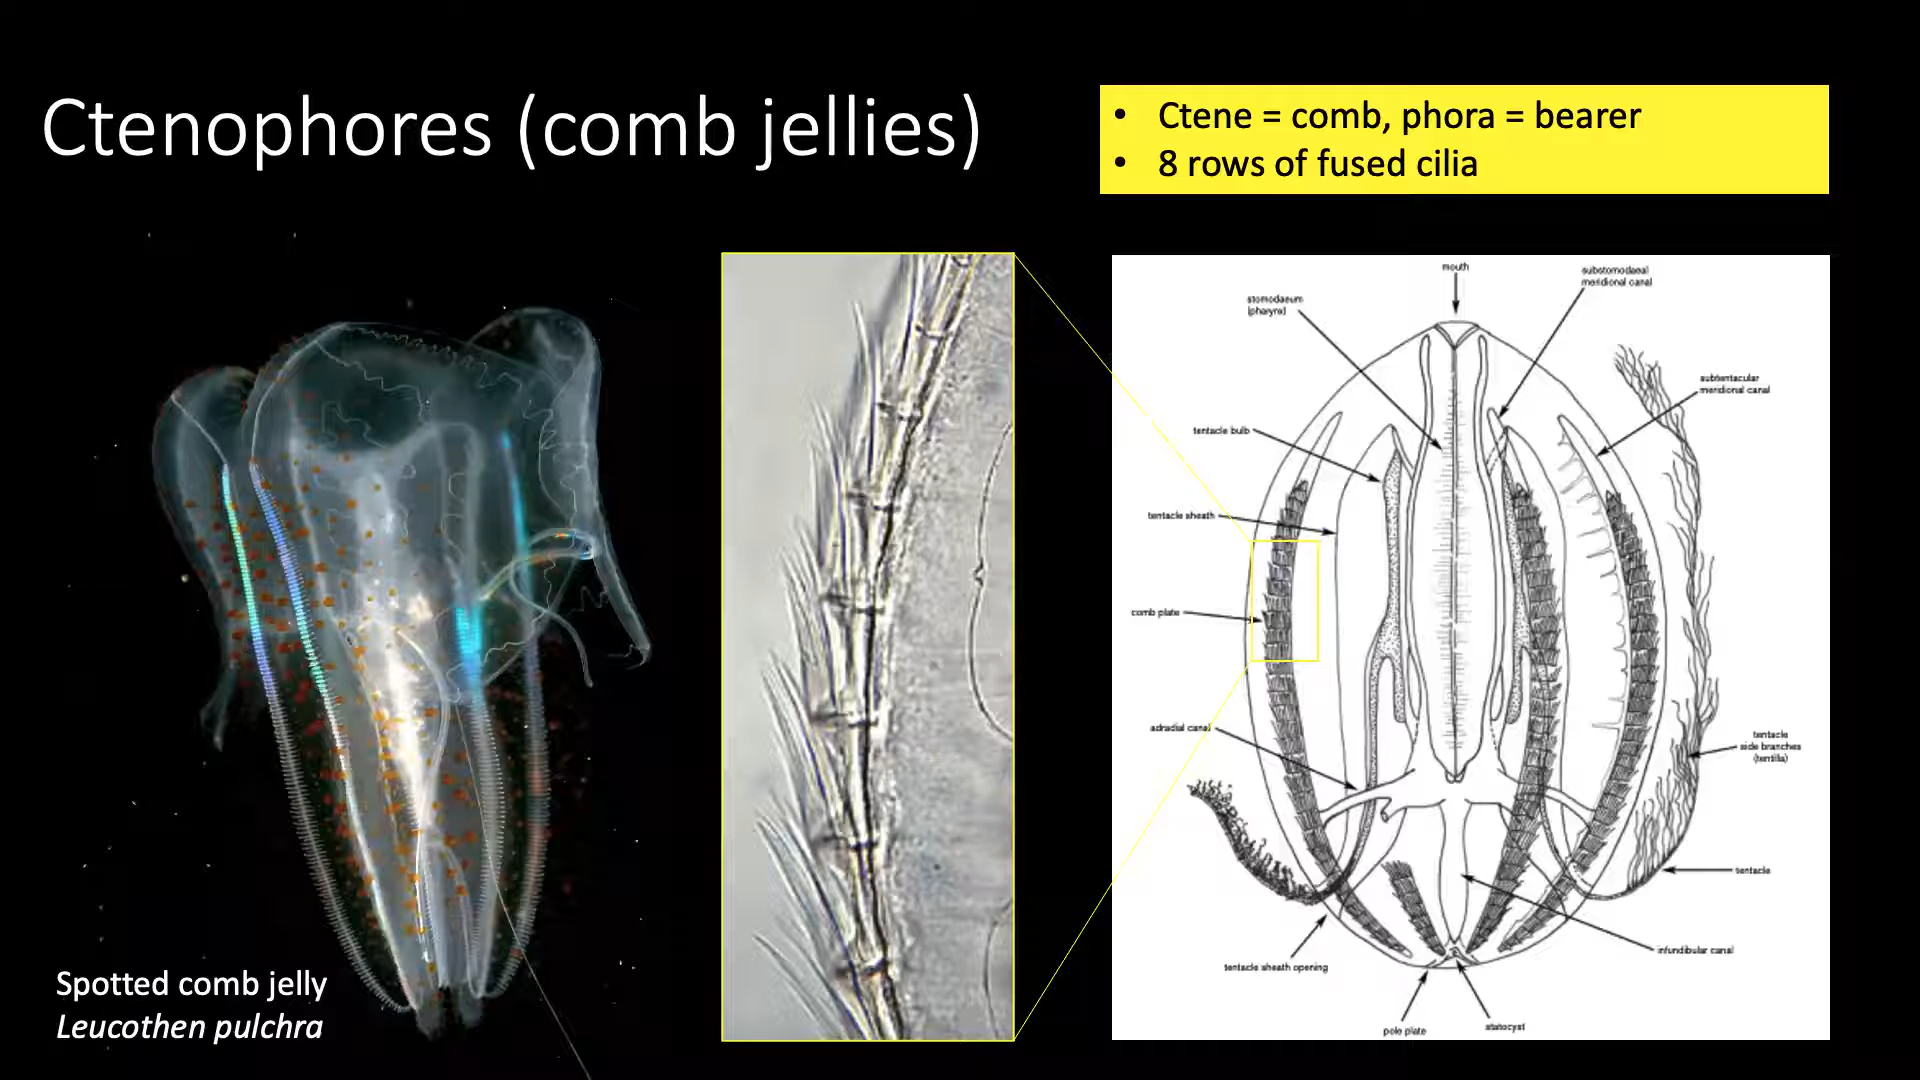 Ctenophores (comb jellies)
• Ctene = comb, phora = bearer
• 8 rows of fused cilia
mouth
substomodaeal
meridional canal
stomodaeum
(pharynx)
subtentacular
meridional canal
tentacle bulb
tentacle sheath
comb plate
adradial canal
tentacle
side branches
(tentilla)
tentacle
infundibular canal
tentacle sheath opening
pole plate
statocyst
Spotted comb jelly
Leucothen pulchra